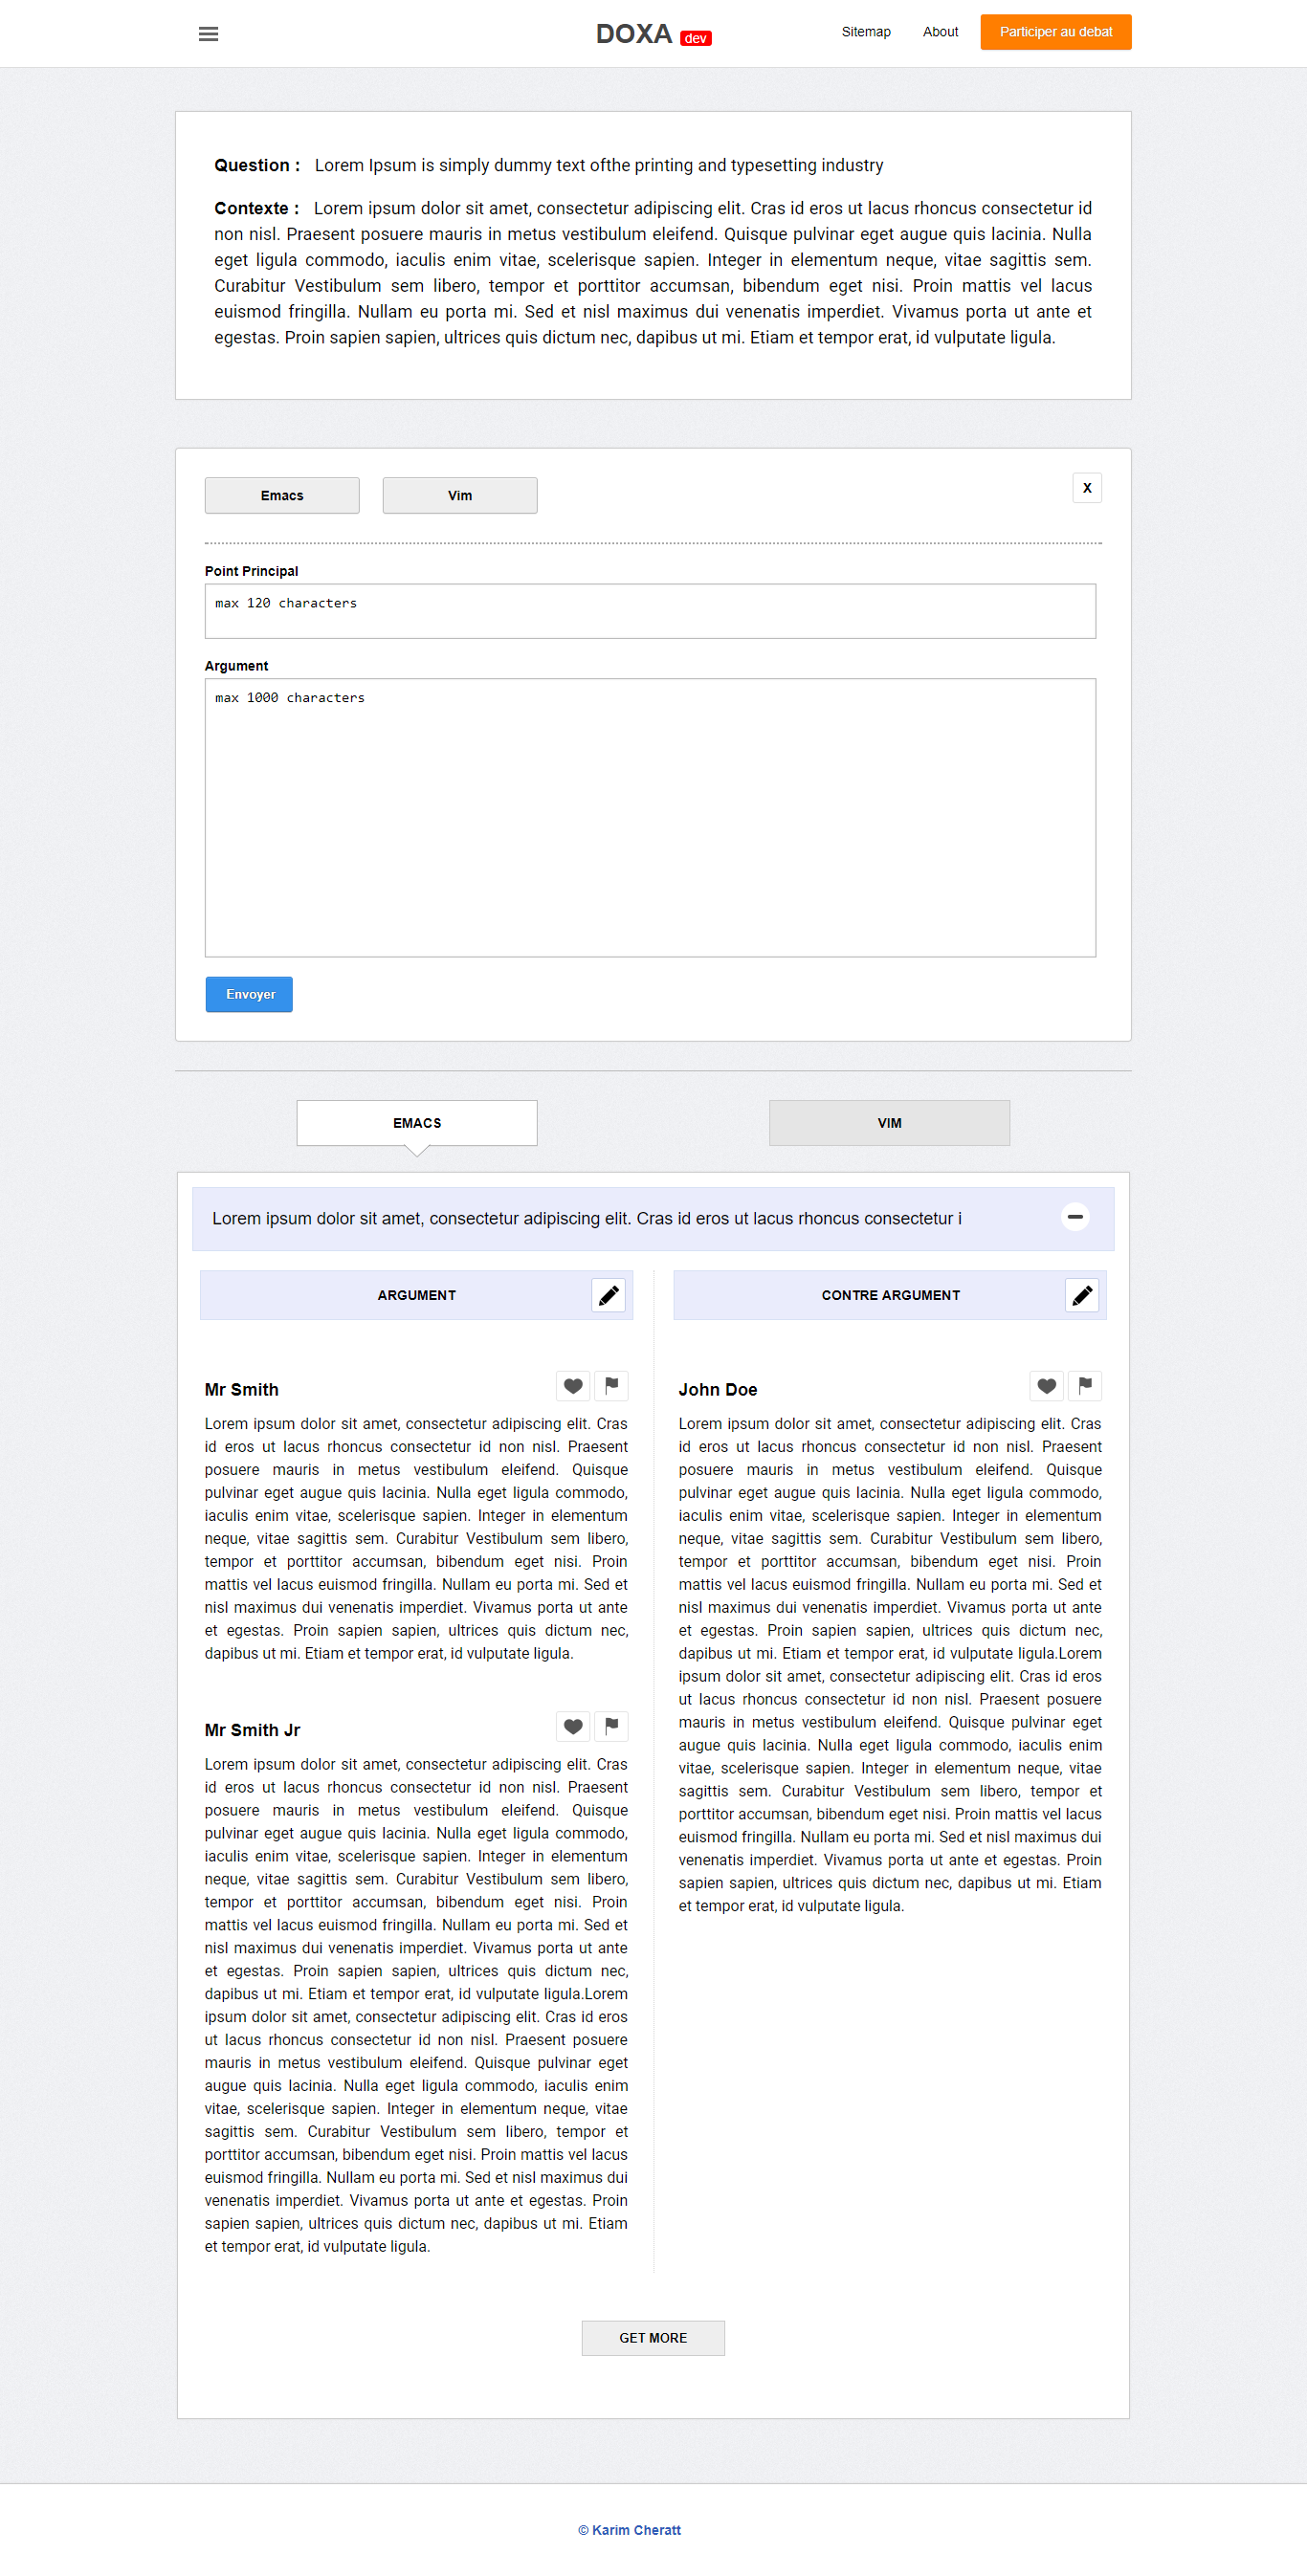 DOXA dev
Sitemap
About
Participer au debat
Question : Lorem Ipsum is simply dummy text ofthe printing and typesetting industry
Contexte : Lorem ipsum dolor sit amet, consectetur adipiscing elit. Cras id eros ut lacus rhoncus consectetur id
non nisl. Praesent posuere mauris in metus vestibulum eleifend. Quisque pulvinar eget augue quis lacinia. Nulla
eget ligula commodo, iaculis enim vitae, scelerisque sapien. Integer in elementum neque, vitae sagittis sem.
Curabitur Vestibulum sem libero, tempor et porttitor accumsan, bibendum eget nisi. Proin mattis vel lacus
euismod fringilla. Nullam eu porta mi. Sed et nisl maximus dui venenatis imperdiet. Vivamus porta ut ante et
egestas. Proin sapien sapien, ultrices quis dictum nec, dapibus ut mi. Etiam et tempor erat, id vulputate ligula.
Emacs
Vim
X
Point Principal
max 120 characters
Argument
max 1000 characters
Envoyer
EMACS
VIM
Lorem ipsum dolor sit amet, consectetur adipiscing elit. Cras id eros ut lacus rhoncus consectetur i
ARGUMENT
Mr Smith
Lorem ipsum dolor sit amet, consectetur adipiscing elit. Cras
id eros ut lacus rhoncus consectetur id non nisl. Praesent
posuere mauris in metus vestibulum eleifend. Quisque
pulvinar eget augue quis lacinia. Nulla eget ligula commodo,
iaculis enim vitae, scelerisque sapien. Integer in elementum
neque, vitae sagittis sem. Curabitur Vestibulum sem libero,
tempor et porttitor accumsan, bibendum eget nisi. Proin
mattis vel lacus euismod fringilla. Nullam eu porta mi. Sed et
nisl maximus dui venenatis imperdiet. Vivamus porta ut ante
et egestas. Proin sapien sapien, ultrices quis dictum nec,
dapibus ut mi. Etiam et tempor erat, id vulputate ligula.
Mr Smith Jr
Lorem ipsum dolor sit amet, consectetur adipiscing elit. Cras
id eros ut lacus rhoncus consectetur id non nisl. Praesent
posuere mauris in metus vestibulum eleifend. Quisque
pulvinar eget augue quis lacinia. Nulla eget ligula commodo,
iaculis enim vitae, scelerisque sapien. Integer in elementum
neque, vitae sagittis sem. Curabitur Vestibulum sem libero,
tempor et porttitor accumsan, bibendum eget nisi. Proin
mattis vel lacus euismod fringilla. Nullam eu porta mi. Sed et
nisl maximus dui venenatis imperdiet. Vivamus porta ut ante
et egestas. Proin sapien sapien, ultrices quis dictum nec,
dapibus ut mi. Etiam et tempor erat, id vulputate ligula.Lorem
ipsum dolor sit amet, consectetur adipiscing elit. Cras id eros
ut lacus rhoncus consectetur id non nisl. Praesent posuere
mauris in metus vestibulum eleifend. Quisque pulvinar eget
augue quis lacinia. Nulla eget ligula commodo, iaculis enim
vitae, scelerisque sapien. Integer in elementum neque, vitae
sagittis sem. Curabitur Vestibulum sem libero, tempor et
porttitor accumsan, bibendum eget nisi. Proin mattis vel lacus
euismod fringilla. Nullam eu porta mi. Sed et nisl maximus dui
venenatis imperdiet. Vivamus porta ut ante et egestas. Proin
sapien sapien, ultrices quis dictum nec, dapibus ut mi. Etiam
et tempor erat, id vulputate ligula.
CONTRE ARGUMENT
John Doe
Lorem ipsum dolor sit amet, consectetur adipiscing elit. Cras
id eros ut lacus rhoncus consectetur id non nisl. Praesent
posuere mauris in metus vestibulum eleifend. Quisque
pulvinar eget augue quis lacinia. Nulla eget ligula commodo,
iaculis enim vitae, scelerisque sapien. Integer in elementum
neque, vitae sagittis sem. Curabitur Vestibulum sem libero,
tempor et porttitor accumsan, bibendum eget nisi. Proin
mattis vel lacus euismod fringilla. Nullam eu porta mi. Sed et
nisl maximus dui venenatis imperdiet. Vivamus porta ut ante
et egestas. Proin sapien sapien, ultrices quis dictum nec,
dapibus ut mi. Etiam et tempor erat, id vulputate ligula.Lorem
ipsum dolor sit amet, consectetur adipiscing elit. Cras id eros
ut lacus rhoncus consectetur id non nisl. Praesent posuere
mauris in metus vestibulum eleifend. Quisque pulvinar eget
augue quis lacinia. Nulla eget ligula commodo, iaculis enim
vitae, scelerisque sapien. Integer in elementum neque, vitae
sagittis sem. Curabitur Vestibulum sem libero, tempor et
porttitor accumsan, bibendum eget nisi. Proin mattis vel lacus
euismod fringilla. Nullam eu porta mi. Sed et nisl maximus dui
venenatis imperdiet. Vivamus porta ut ante et egestas. Proin
sapien sapien, ultrices quis dictum nec, dapibus ut mi. Etiam
et tempor erat, id vulputate ligula.
GET MORE
© Karim Cheratt